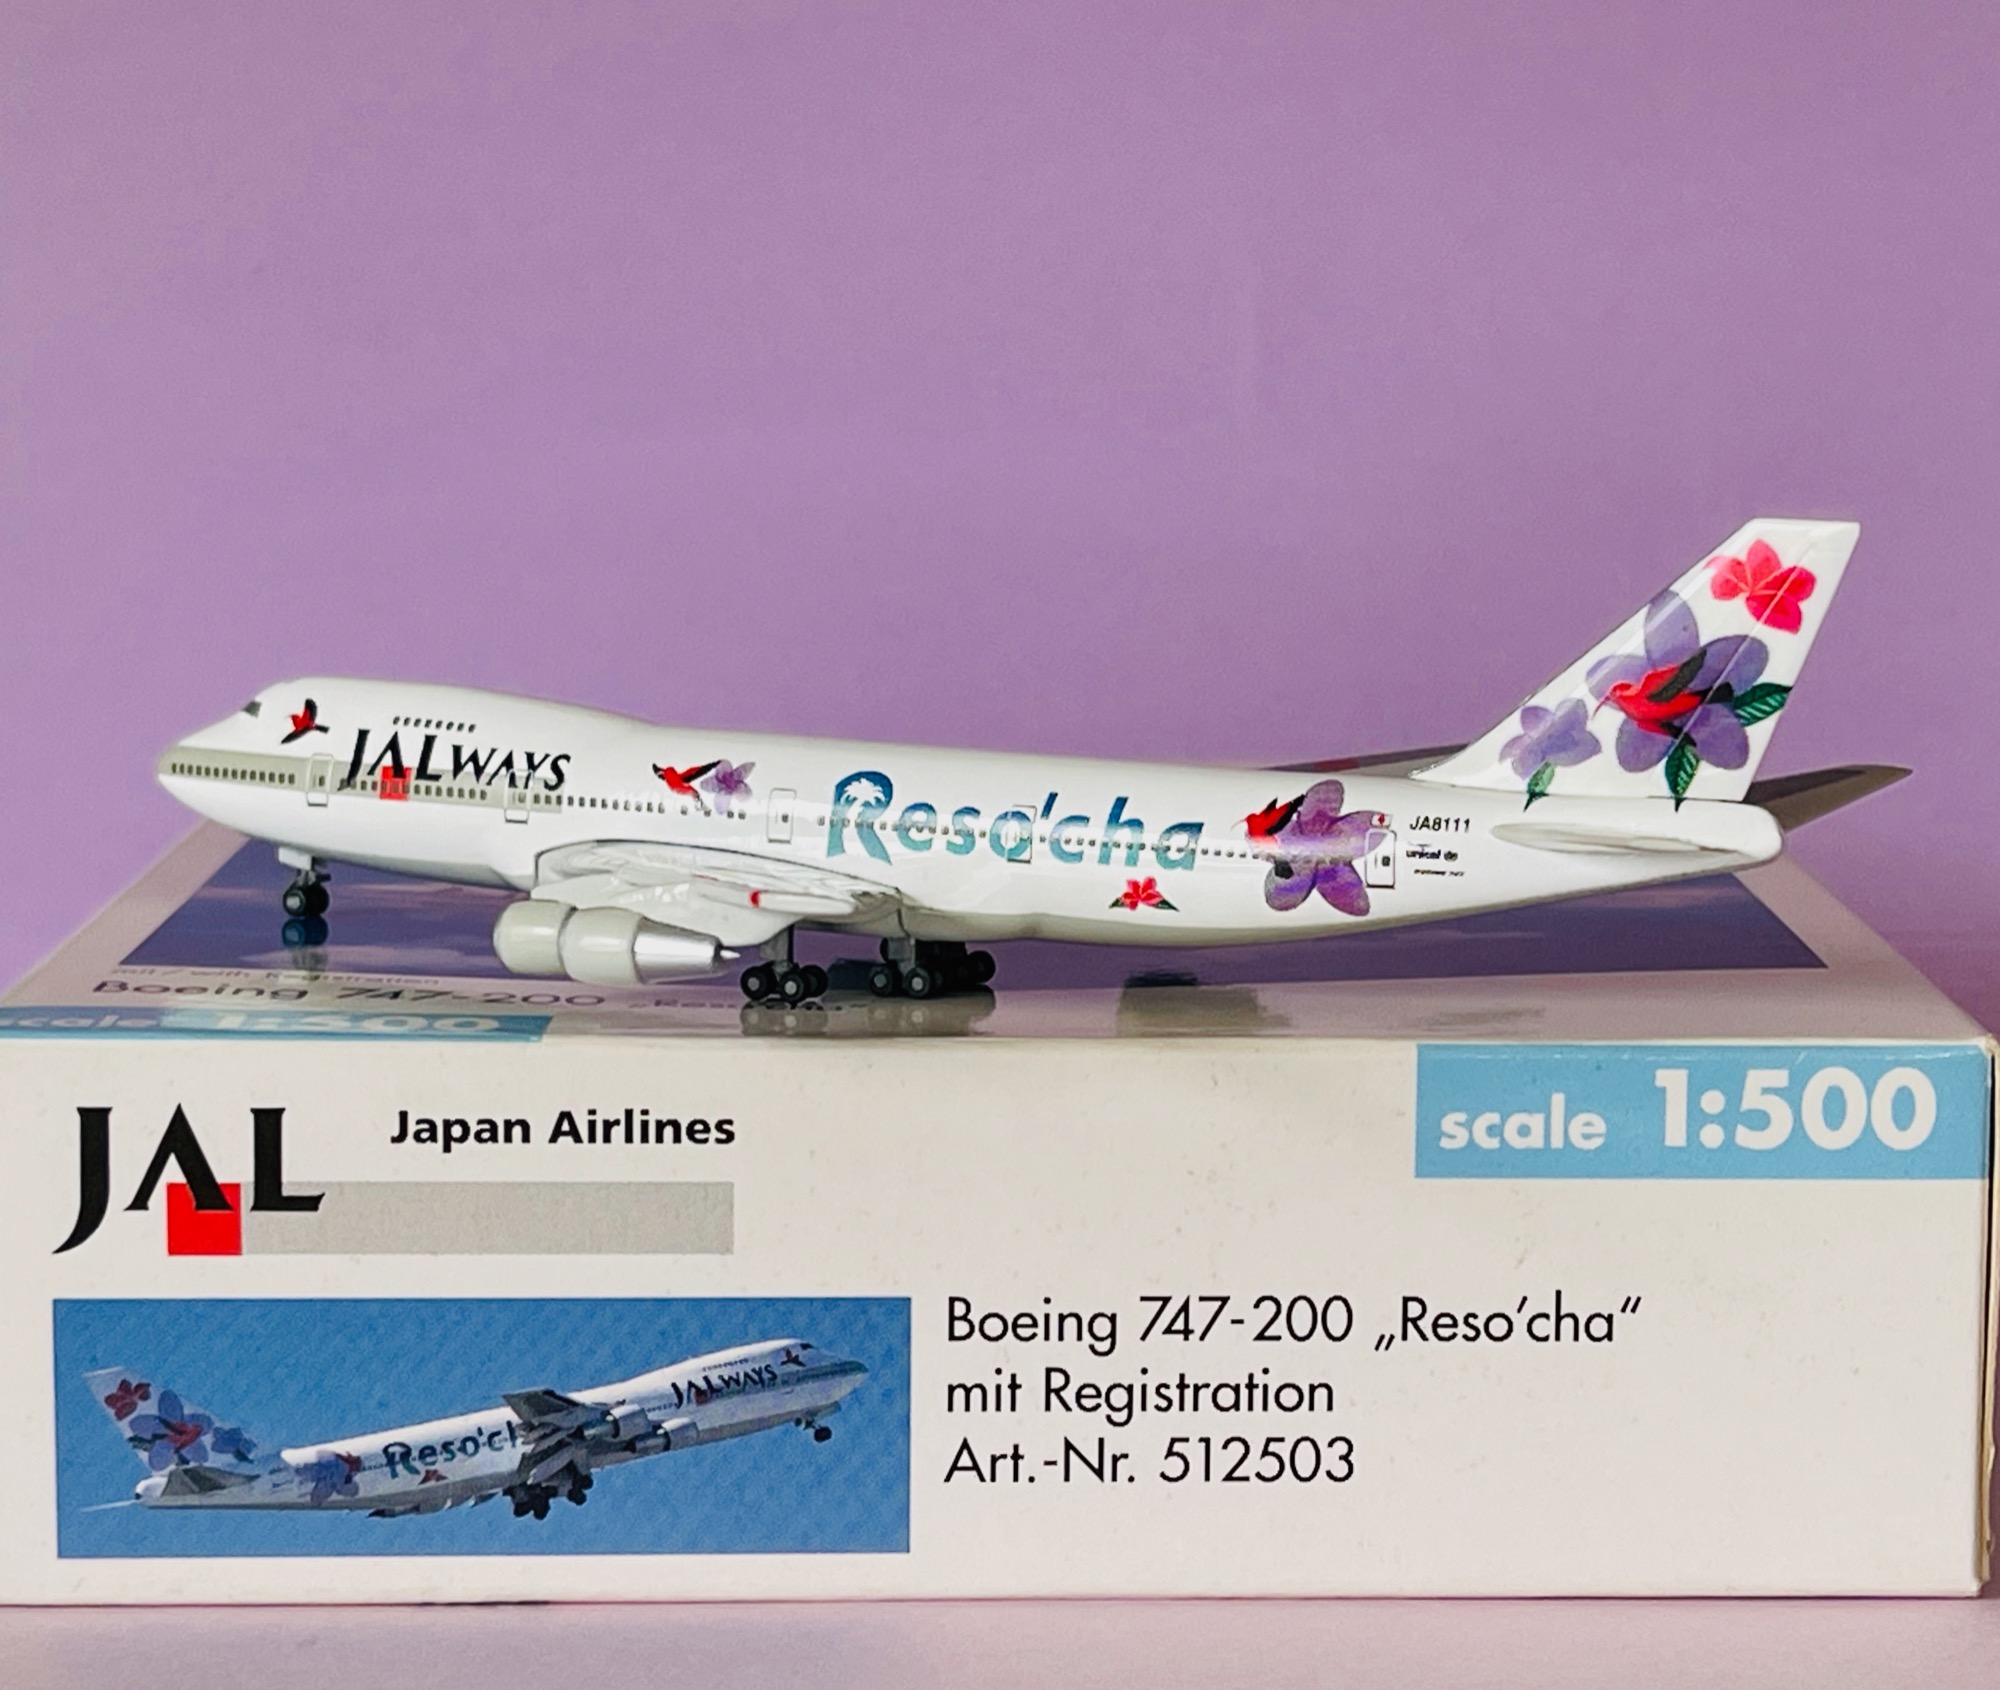 JALWAYS
Reso'cha
JA8111
Boeing 747-200
scale 1:500
JAL
Japan Airlines
scale 1:500
JALWAYS
Reso'ch
Boeing 747-200 „Reso'cha“
mit Registration
Art.-Nr. 512503